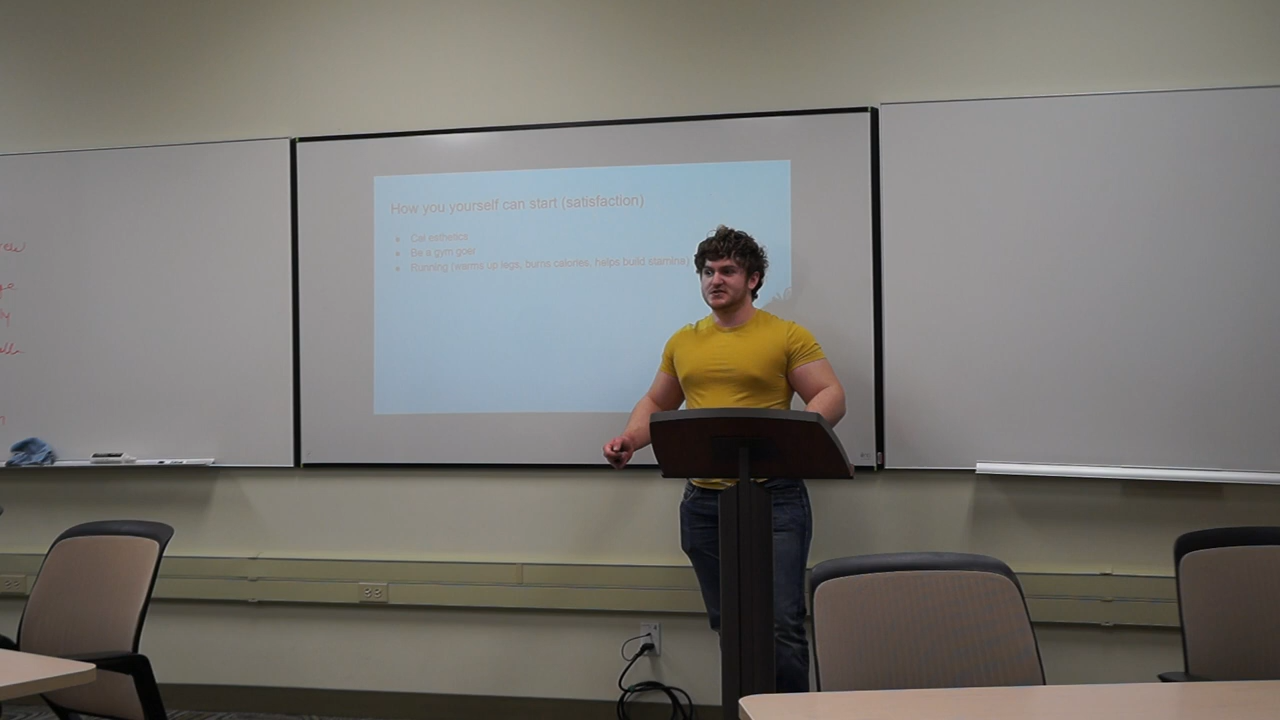 How you yourself can start (satisfaction)
● Cal esthetics
● Be a gym goer
● Running (warms up legs, burns calories, helps build stamina)